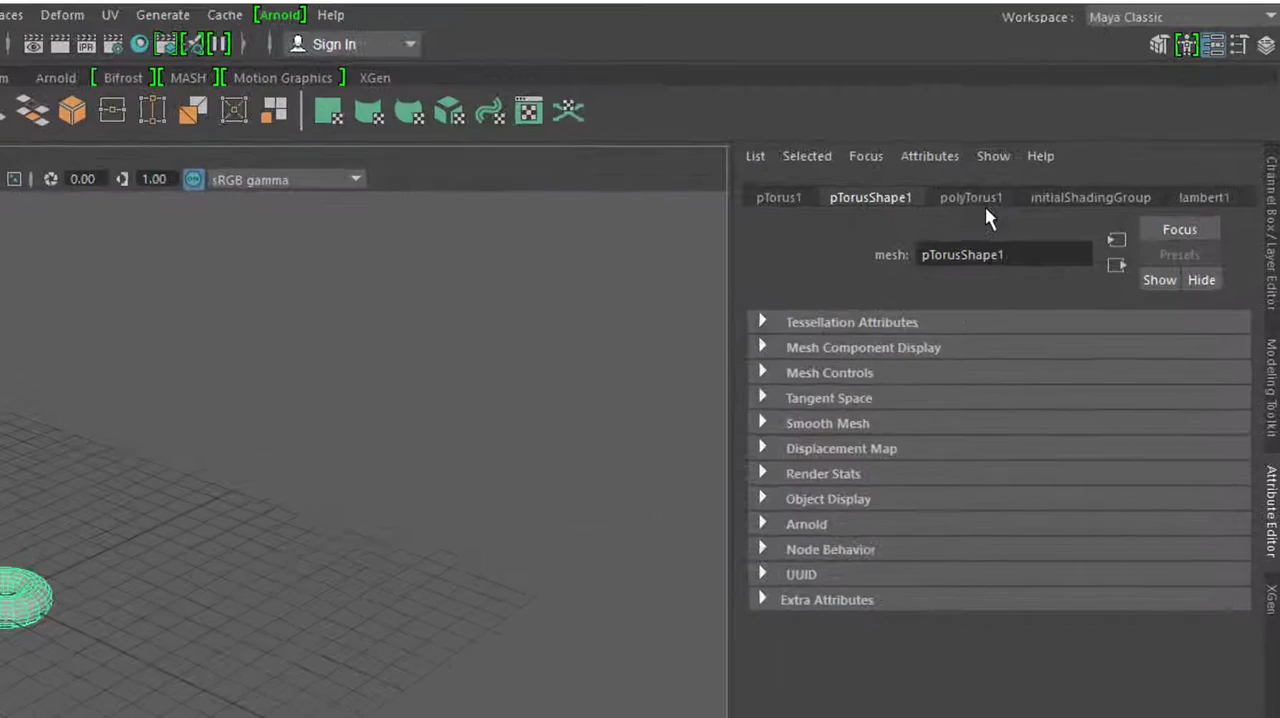 aces Deform UV Generate Cache [Arnold] Help
Workspace : Maya Classic
IPR Sign In
m Arnold [ Bifrost ][ MASH ][ Motion Graphics ] XGen
List Selected Focus Attributes Show Help
0.00 1.00 ON sRGB gamma
pTorus1 pTorusShape1 polyTorus1 initialShadingGroup lambert1
Focus
mesh: pTorusShape1
Presets
Show Hide
Tessellation Attributes
Mesh Component Display
Mesh Controls
Tangent Space
Smooth Mesh
Displacement Map
Render Stats
Object Display
Arnold
Node Behavior
UUID
Extra Attributes
Channel Box / Layer Editor
Modeling Toolkit
Attribute Editor
XGen